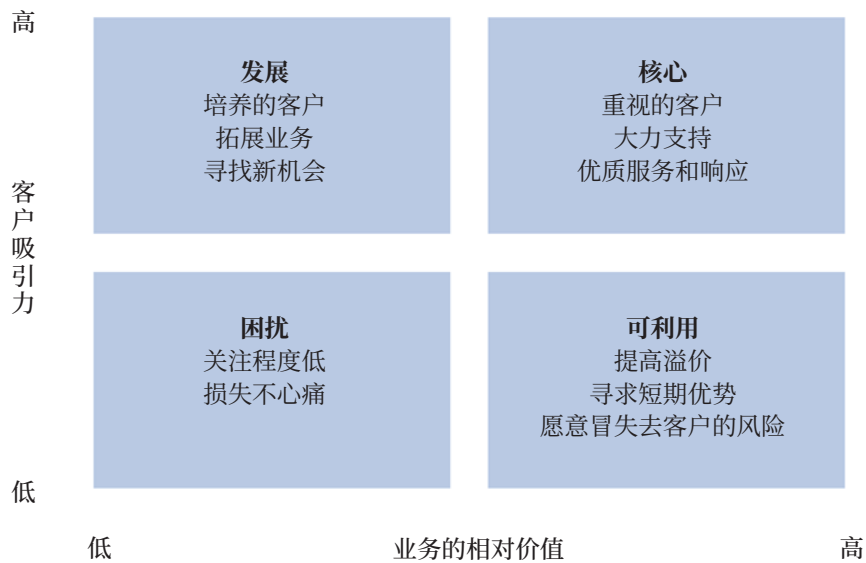 高
发展
培养的客户
拓展业务
寻找新机会
核心
重视的客户
大力支持
优质服务和响应
客户吸引力
困扰
关注程度低
损失不心痛
可利用
提高溢价
寻求短期优势
愿意冒失去客户的风险
低
低
业务的相对价值
高